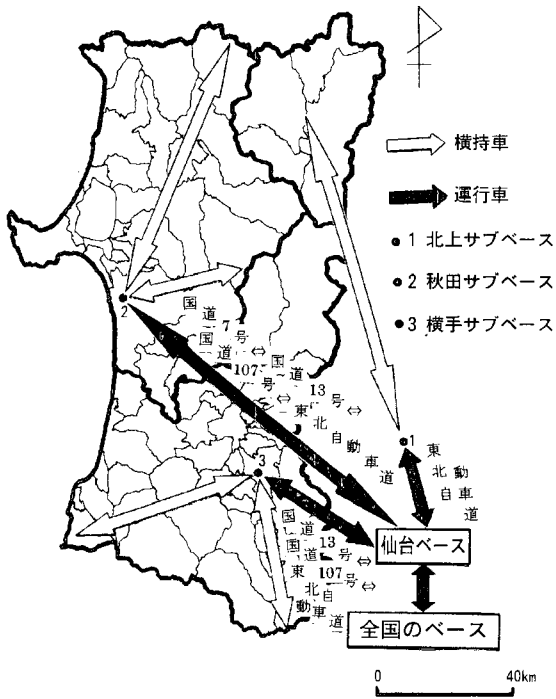 横持車
運行車
1 北上サブベース
2 秋田サブベース
3 横手サブベース
2
国道7号⇔
国道107号⇔
国道13号⇔
東北自動車道
1
東北自動車道
3
国道13号⇔
国道107号⇔
東北自動車道
仙台ベース
全国のベース
0 40km